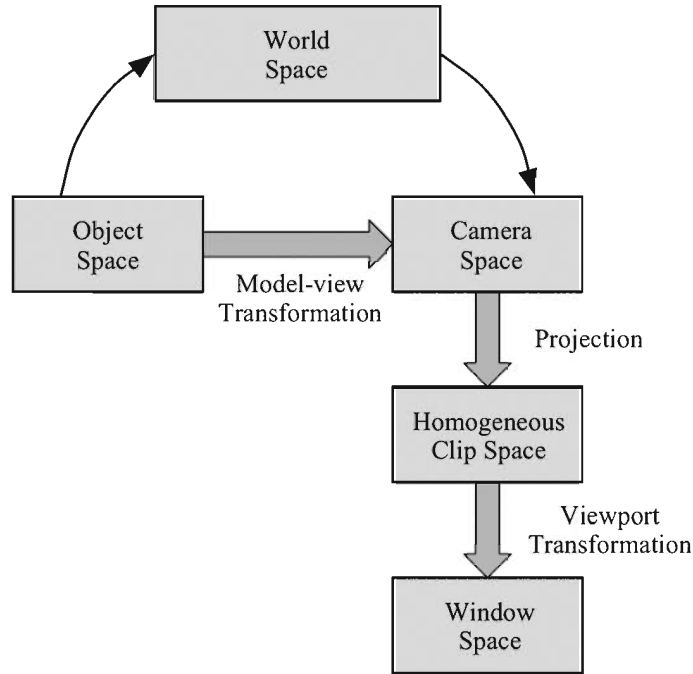 World
Space
Object
Space
Camera
Space
Model-view
Transformation
Projection
Homogeneous
Clip Space
Viewport
Transformation
Window
Space